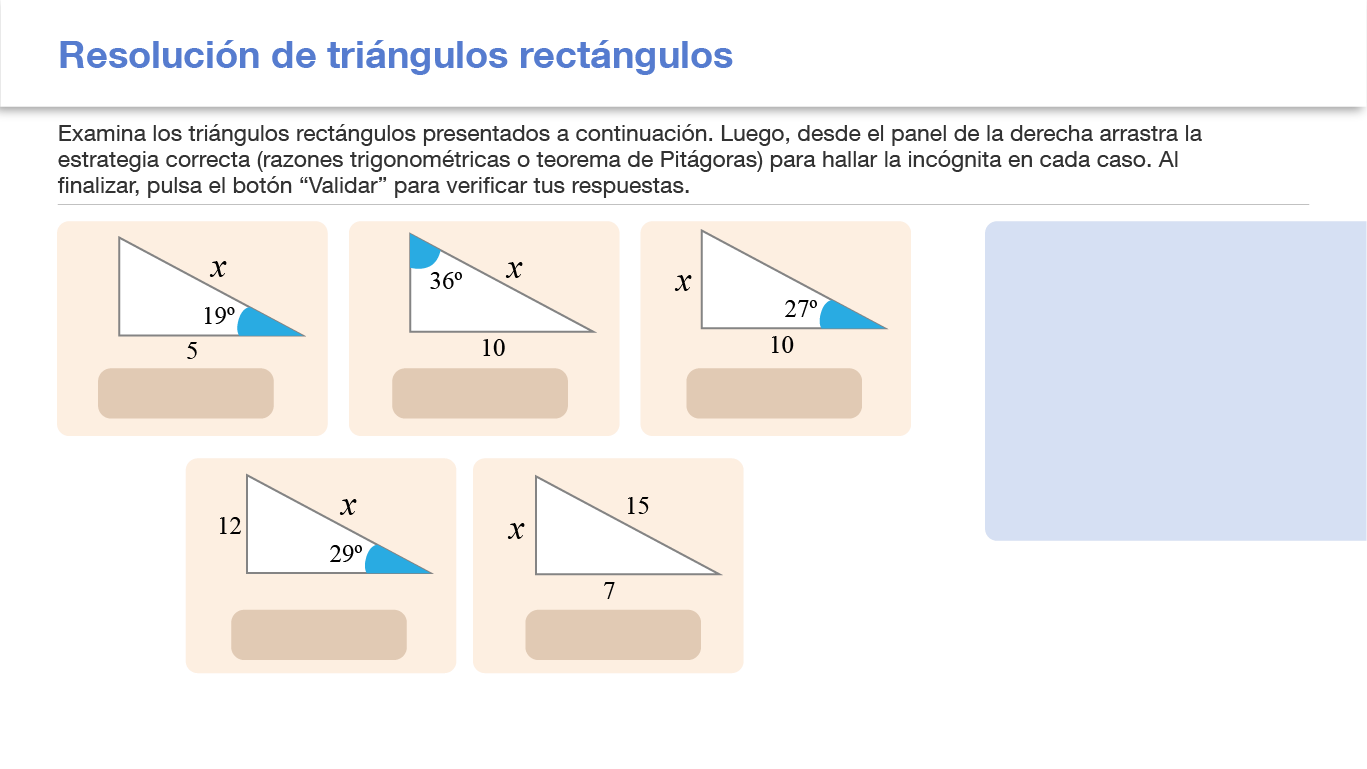 Resolución de triángulos rectángulos
Examina los triángulos rectángulos presentados a continuación. Luego, desde el panel de la derecha arrastra la
estrategia correcta (razones trigonométricas o teorema de Pitágoras) para hallar la incógnita en cada caso. Al
finalizar, pulsa el botón “Validar” para verificar tus respuestas.
x
19º
5
x
36º
10
x
27º
10
12
x
29º
x
15
7